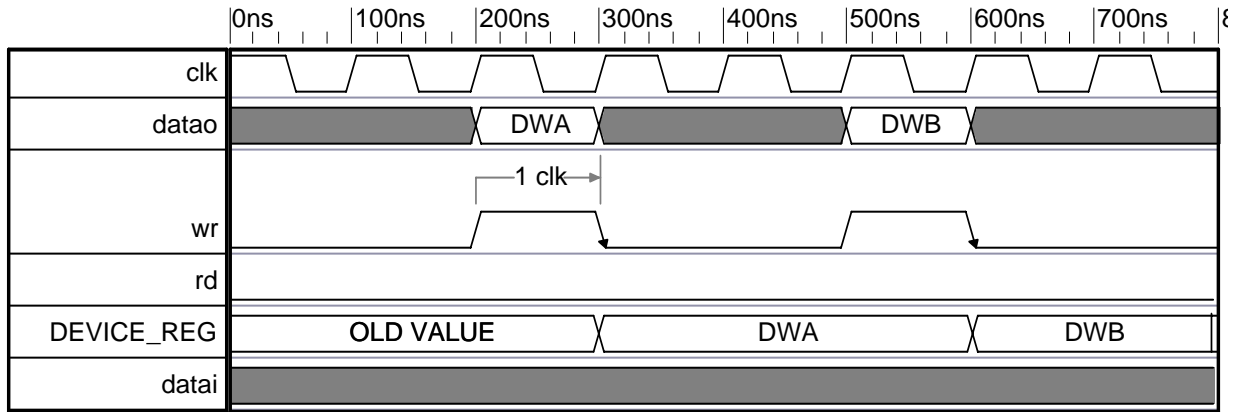 0ns 100ns 200ns 300ns 400ns 500ns 600ns 700ns 8
clk
datao DWA DWB
1 clk
wr
rd
DEVICE_REG OLD VALUE DWA DWB
datai